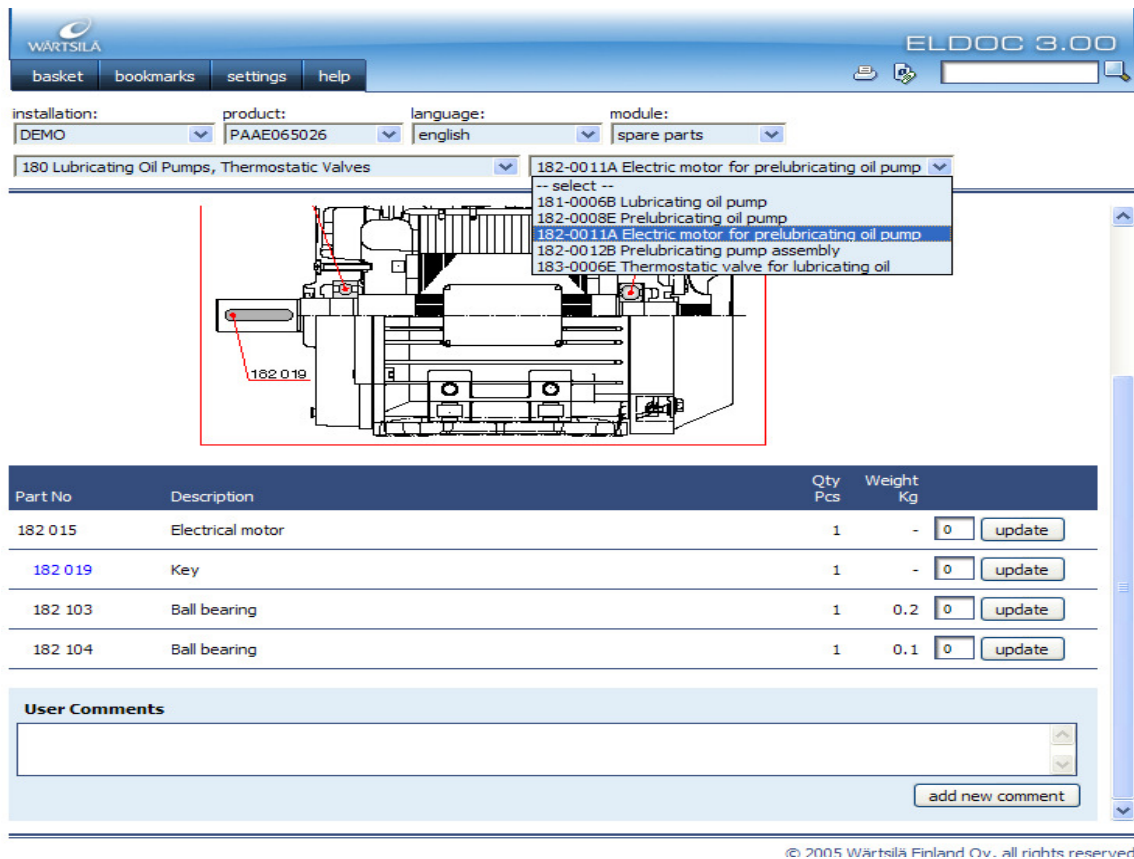 WÄRTSILÄ
ELDOC 3.00
basket bookmarks settings help
installation: product: language: module:
DEMO PAAE065026 english spare parts
180 Lubricating Oil Pumps, Thermostatic Valves 182-0011A Electric motor for prelubricating oil pump
-- select --
181-0006B Lubricating oil pump
182-0008E Prelubricating oil pump
182-0011A Electric motor for prelubricating oil pump
182-0012B Prelubricating pump assembly
183-0006E Thermostatic valve for lubricating oil
182 019
Qty Weight
Part No Description Pcs Kg
182 015 Electrical motor 1 - 0 update
182 019 Key 1 - 0 update
182 103 Ball bearing 1 0.2 0 update
182 104 Ball bearing 1 0.1 0 update
User Comments
add new comment
© 2005 Wärtsilä Finland Oy, all rights reserved